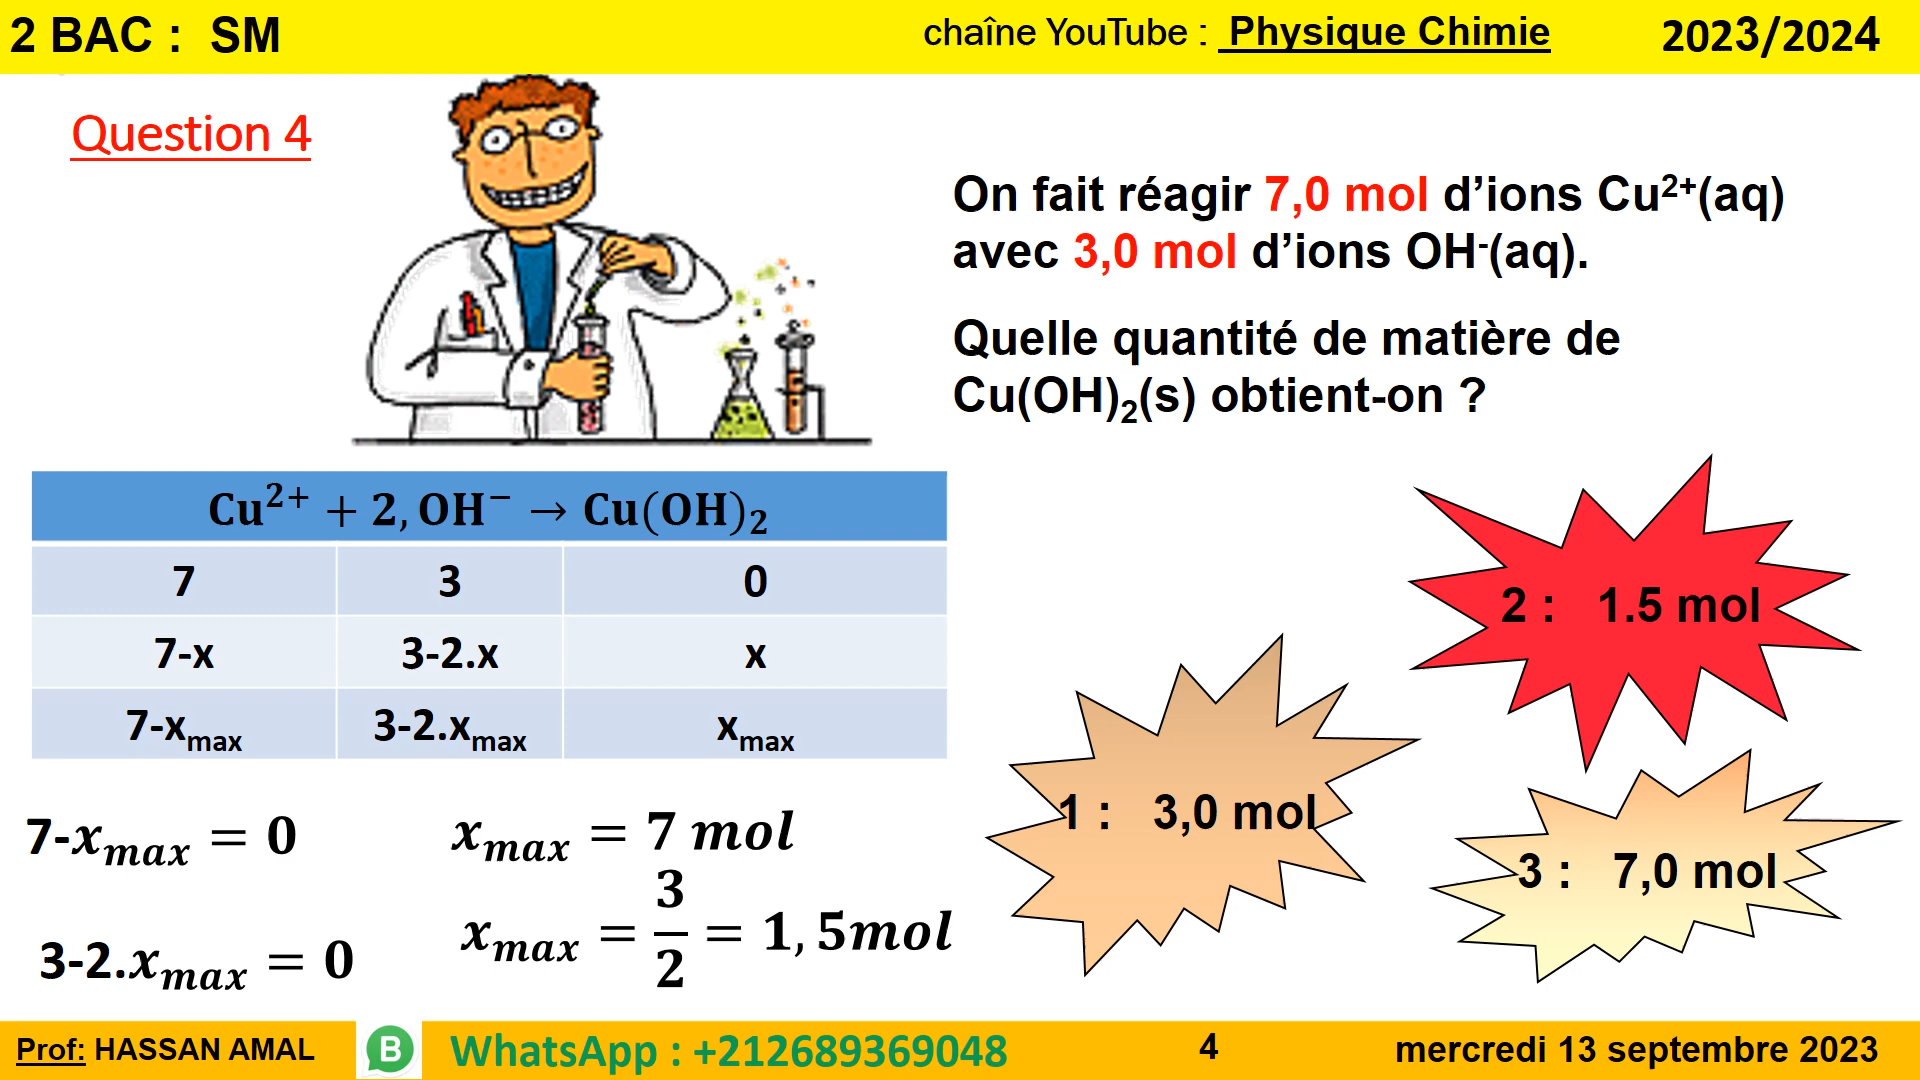 2 BAC :  SM
chaîne YouTube :  Physique Chimie
2023/2024
Question 4
On fait réagir 7,0 mol d’ions Cu²⁺(aq)
avec 3,0 mol d’ions OH⁻(aq).
Quelle quantité de matière de
Cu(OH)₂(s) obtient-on ?
Cu²⁺ + 2, OH⁻ → Cu(OH)₂
7 3 0
7-x 3-2.x x
7-xmax 3-2.xmax xmax
7-xmax = 0
xmax = 7 mol
3-2.xmax = 0
xmax = 3/2 = 1, 5mol
2 :   1.5 mol
1 :   3,0 mol
3 :   7,0 mol
Prof: HASSAN AMAL
B
WhatsApp : +212689369048
4
mercredi 13 septembre 2023